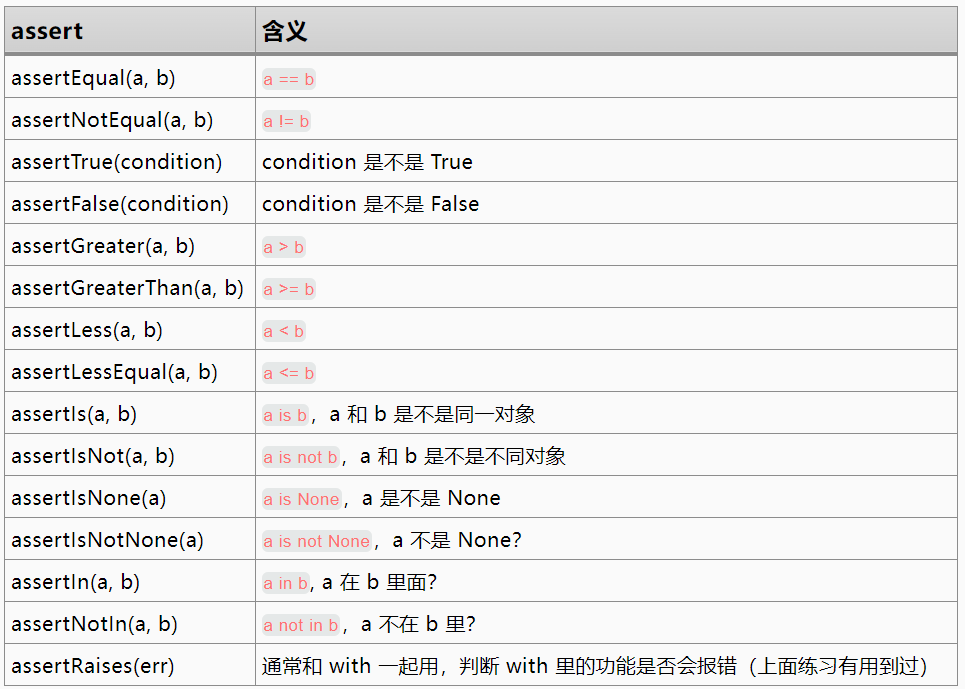 assert 含义
assertEqual(a, b) a == b
assertNotEqual(a, b) a != b
assertTrue(condition) condition 是不是 True
assertFalse(condition) condition 是不是 False
assertGreater(a, b) a > b
assertGreaterThan(a, b) a >= b
assertLess(a, b) a < b
assertLessEqual(a, b) a <= b
assertIs(a, b) a is b，a 和 b 是不是同一对象
assertIsNot(a, b) a is not b，a 和 b 是不是不同对象
assertIsNone(a) a is None，a 是不是 None
assertIsNotNone(a) a is not None，a 不是 None？
assertIn(a, b) a in b, a 在 b 里面？
assertNotIn(a, b) a not in b，a 不在 b 里？
assertRaises(err) 通常和 with 一起用，判断 with 里的功能是否会报错（上面练习有用到过）